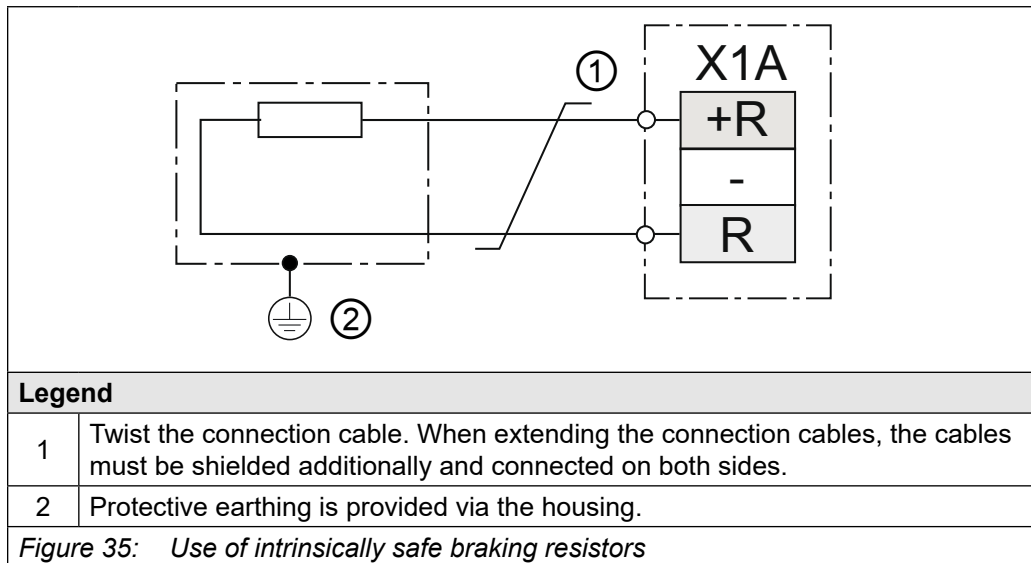 ①
X1A
+R
-
R
②
Legend
1 Twist the connection cable. When extending the connection cables, the cables
must be shielded additionally and connected on both sides.
2 Protective earthing is provided via the housing.
Figure 35: Use of intrinsically safe braking resistors